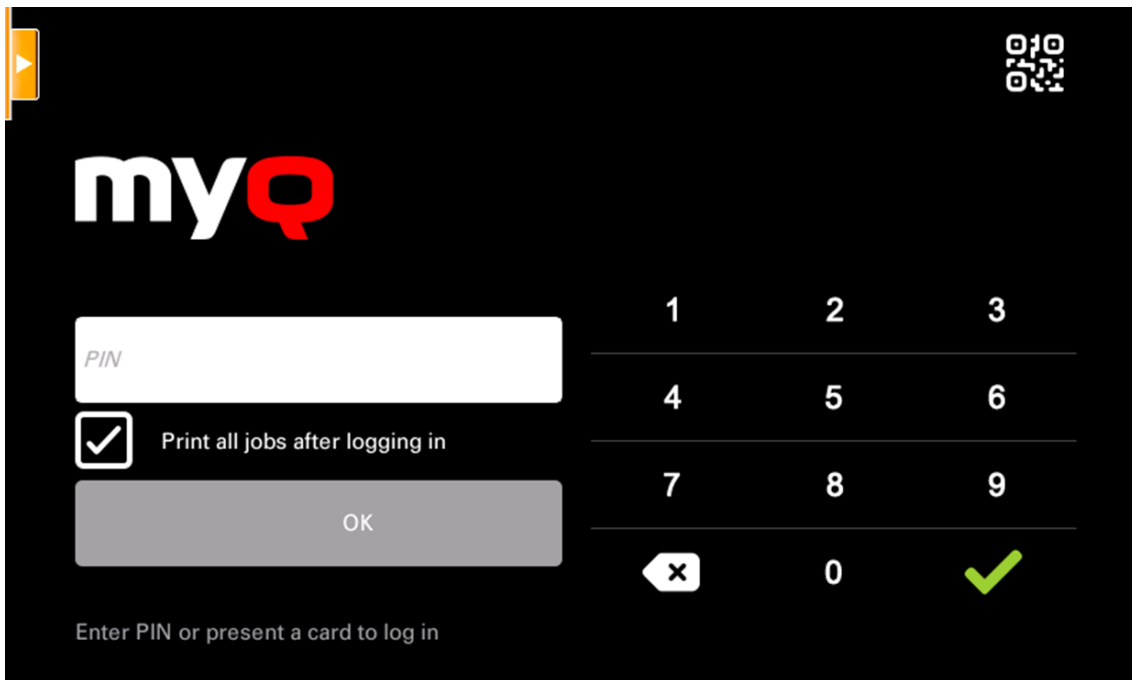 myQ
PIN
Print all jobs after logging in
OK
Enter PIN or present a card to log in
1 2 3
4 5 6
7 8 9
0